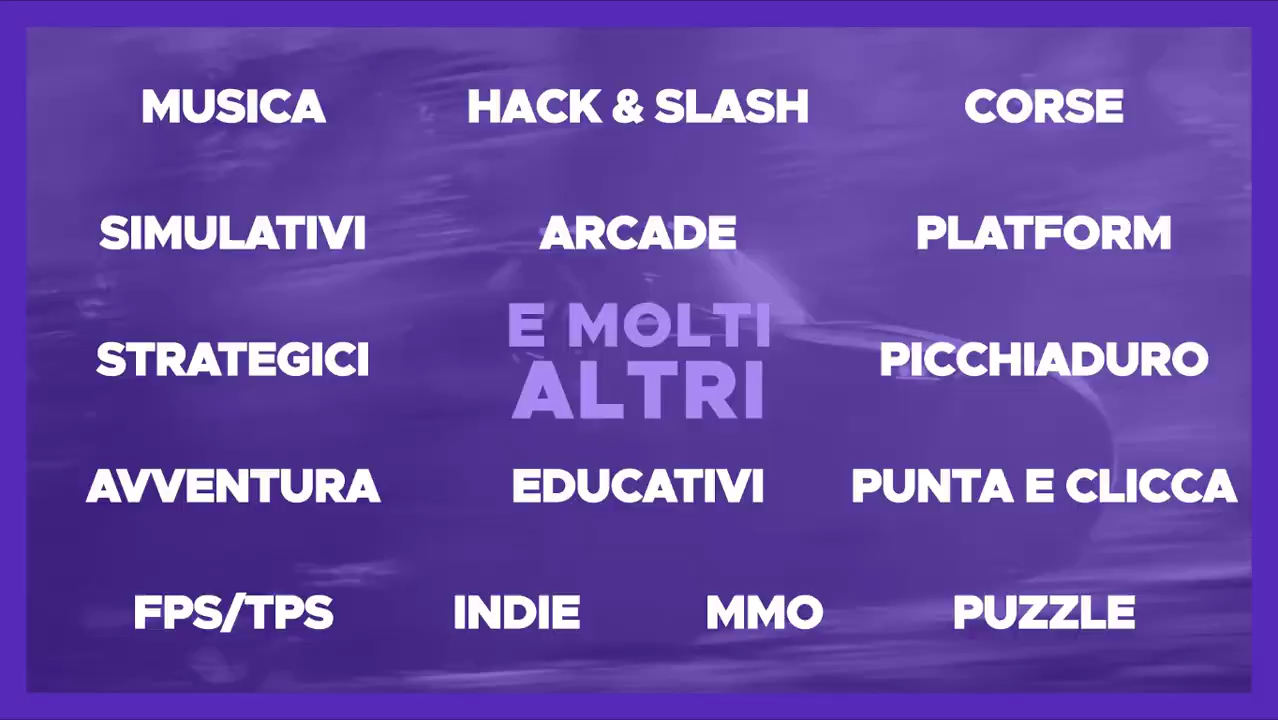 MUSICA
HACK & SLASH
CORSE
SIMULATIVI
ARCADE
PLATFORM
STRATEGICI
E MOLTI
ALTRI
PICCHIADURO
AVVENTURA
EDUCATIVI
PUNTA E CLICCA
FPS/TPS
INDIE
MMO
PUZZLE